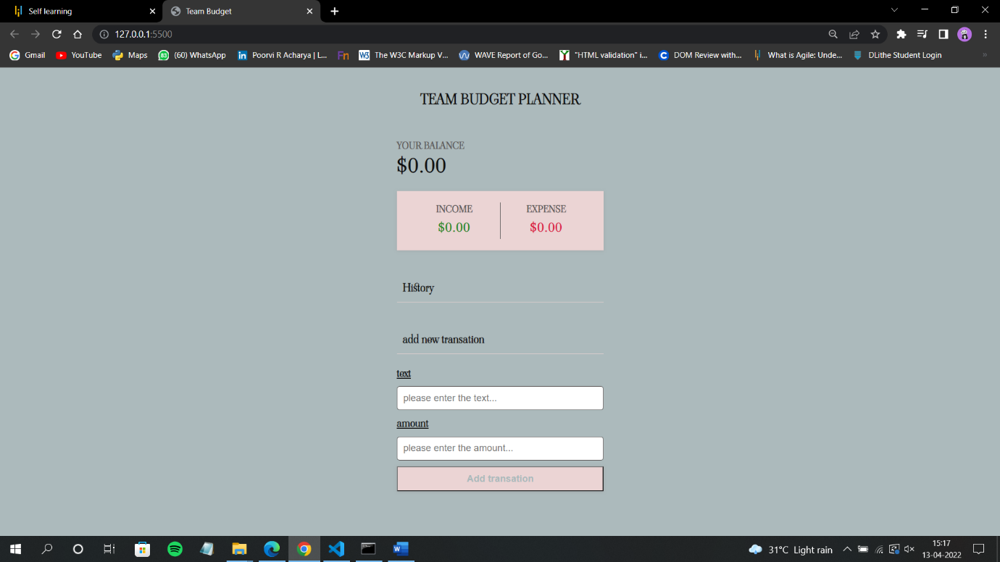 Self learning
Team Budget
127.0.0.1:5500
Gmail
YouTube
Maps
(60) WhatsApp
Poorvi R Acharya | L...
The W3C Markup V...
WAVE Report of Go...
"HTML validation" i...
DOM Review with...
What is Agile: Unde...
DLithe Student Login
TEAM BUDGET PLANNER
YOUR BALANCE
$0.00
INCOME EXPENSE
$0.00 $0.00
History
add new transation
text
please enter the text...
amount
please enter the amount...
Add transation
31°C Light rain
15:17
13-04-2022